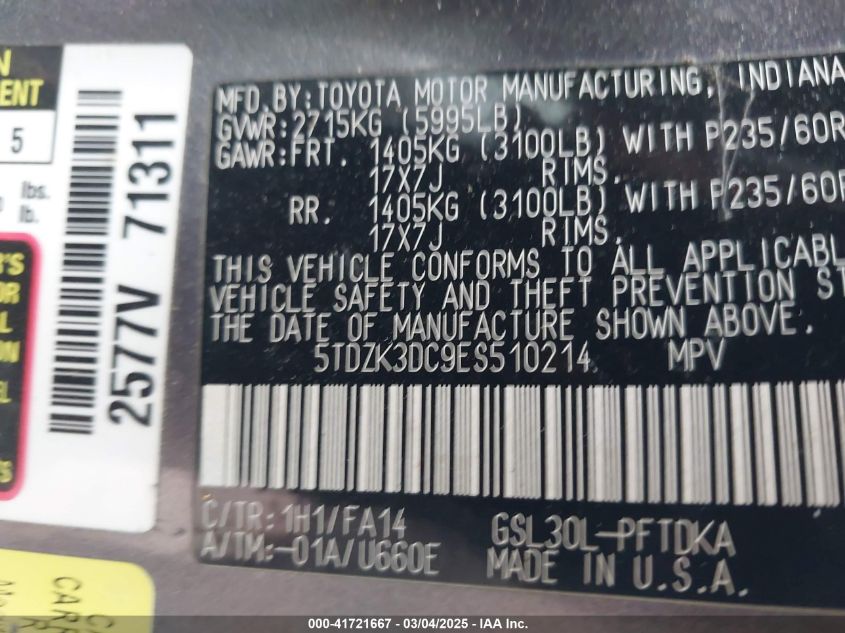 MFD.BY:TOYOTA MOTOR MANUFACTURING, INDIANA
GVWR:2715KG (5995LB)
GAWR:FRT. 1405KG (3100LB) WITH P235/60R
17X7J RIMS.
RR. 1405KG (3100LB) WITH P235/60R
17X7J RIMS.
THIS VEHICLE CONFORMS TO ALL APPLICABL
VEHICLE SAFETY AND THEFT PREVENTION ST
THE DATE OF MANUFACTURE SHOWN ABOVE.
5TDZK3DC9ES510214 MPV
C/TR:1H1/FA14 GSL30L-PFTDKA
A/TM:-01A/U660E MADE IN U.S.A.
2577V 71311
5
lbs.
lb.
000-41721667 - 03/04/2025 - IAA Inc.